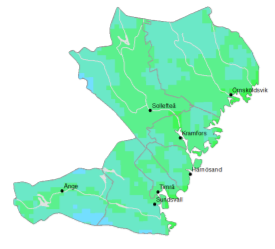 Örnsköldsvik
Sollefteå
Kramfors
Härnösand
Ånge
Timrå
Sundsvall